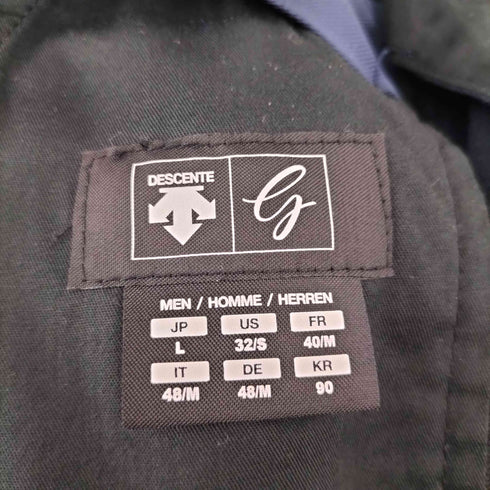 DESCENTE
G
MEN / HOMME / HERREN
JP US FR
L 32/S 40/M
IT DE KR
48/M 48/M 90